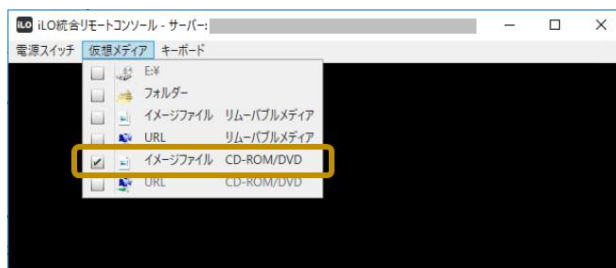 iLO iLO統合リモートコンソール - サーバー:
電源スイッチ 仮想メディア キーボード
E:¥
フォルダー
イメージファイル リムーバブルメディア
URL リムーバブルメディア
イメージファイル CD-ROM/DVD
URL CD-ROM/DVD